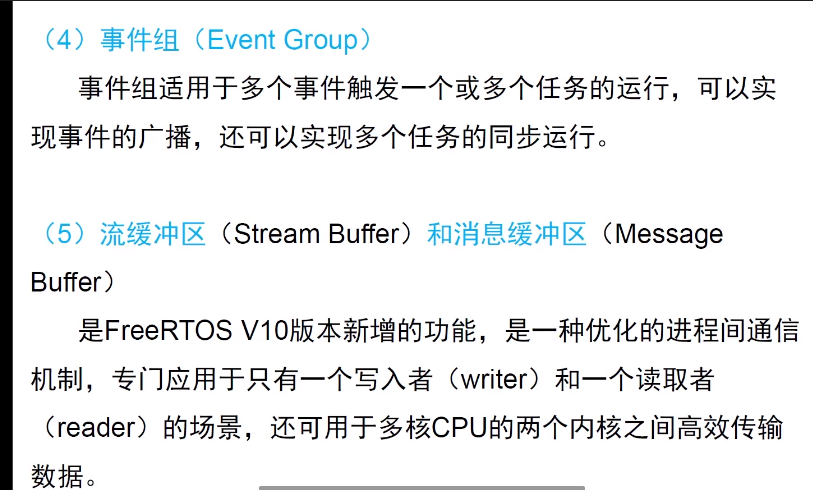 （4）事件组（Event Group）
事件组适用于多个事件触发一个或多个任务的运行，可以实
现事件的广播，还可以实现多个任务的同步运行。
（5）流缓冲区（Stream Buffer）和消息缓冲区（Message
Buffer）
是FreeRTOS V10版本新增的功能，是一种优化的进程间通信
机制，专门应用于只有一个写入者（writer）和一个读取者
（reader）的场景，还可用于多核CPU的两个内核之间高效传输
数据。